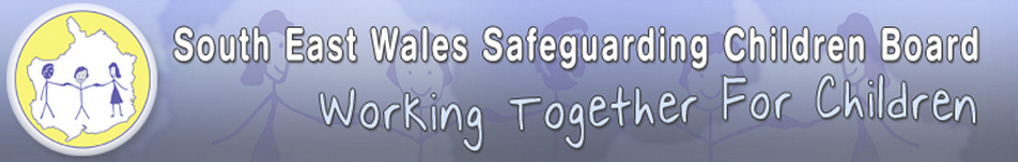 South East Wales Safeguarding Children Board
Working Together For Children